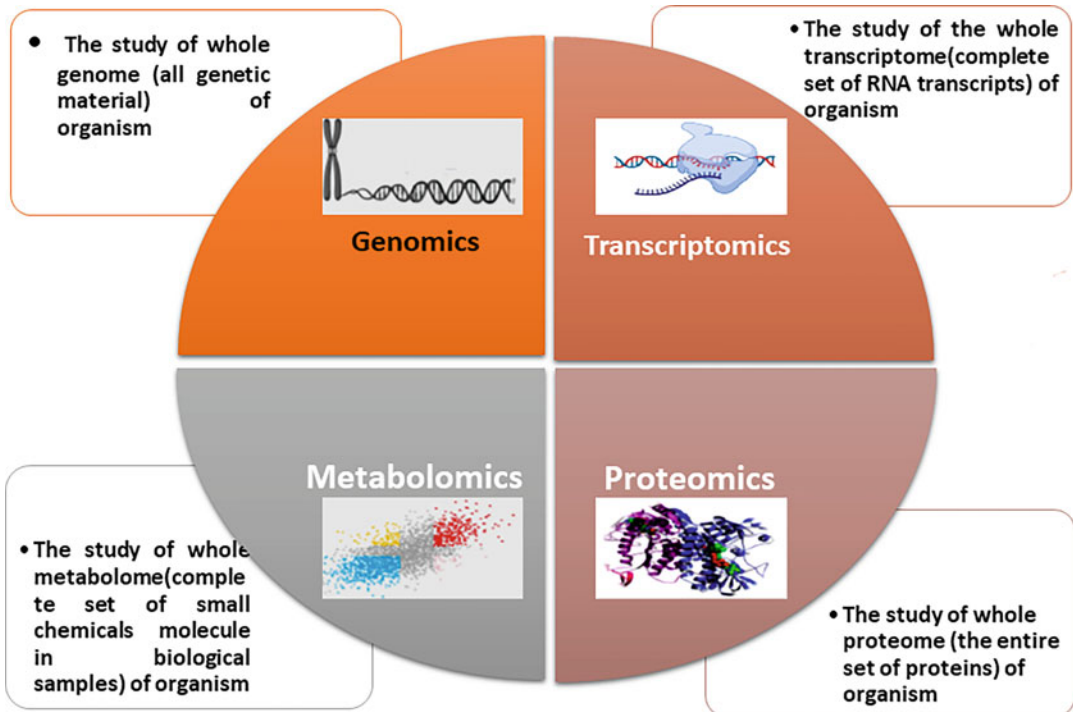 • The study of whole
genome (all genetic
material) of
organism
Genomics
• The study of the whole
transcriptome(complete
set of RNA transcripts) of
organism
Transcriptomics
Metabolomics
• The study of whole
metabolome(comple
te set of small
chemicals molecule
in biological
samples) of organism
Proteomics
• The study of whole
proteome (the entire
set of proteins) of
organism